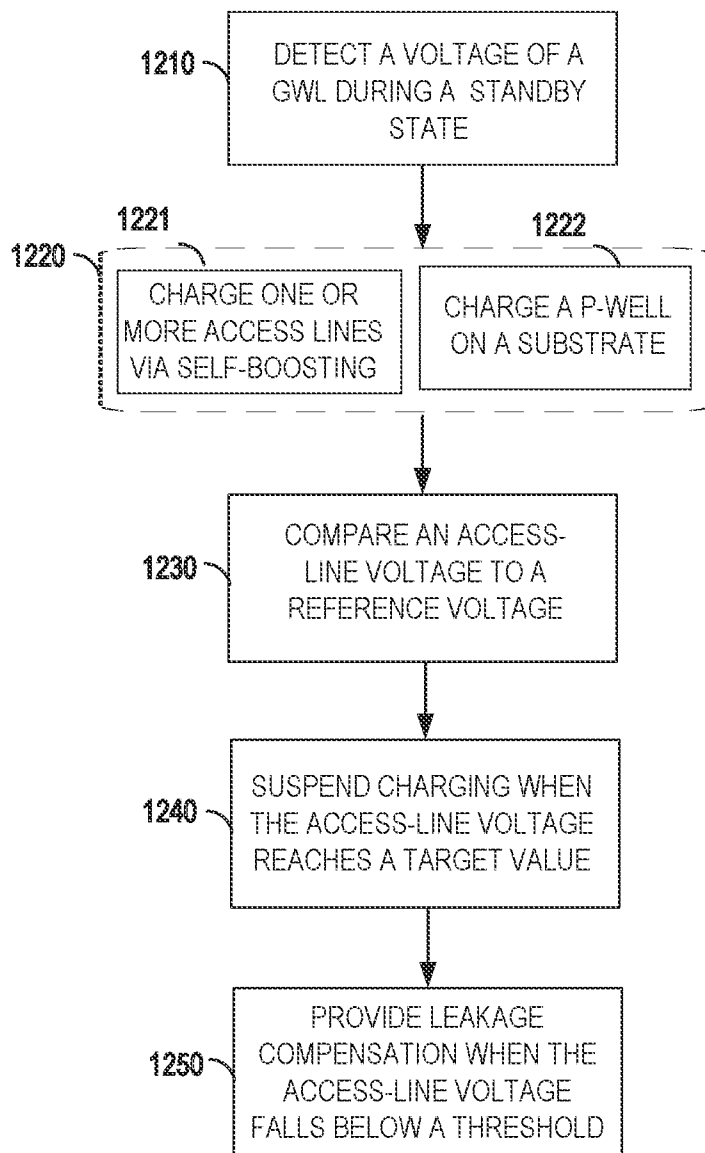 1210
DETECT A VOLTAGE OF A
GWL DURING A STANDBY
STATE
1220
1221
CHARGE ONE OR
MORE ACCESS LINES
VIA SELF-BOOSTING
1222
CHARGE A P-WELL
ON A SUBSTRATE
1230
COMPARE AN ACCESS-
LINE VOLTAGE TO A
REFERENCE VOLTAGE
1240
SUSPEND CHARGING WHEN
THE ACCESS-LINE VOLTAGE
REACHES A TARGET VALUE
1250
PROVIDE LEAKAGE
COMPENSATION WHEN THE
ACCESS-LINE VOLTAGE
FALLS BELOW A THRESHOLD